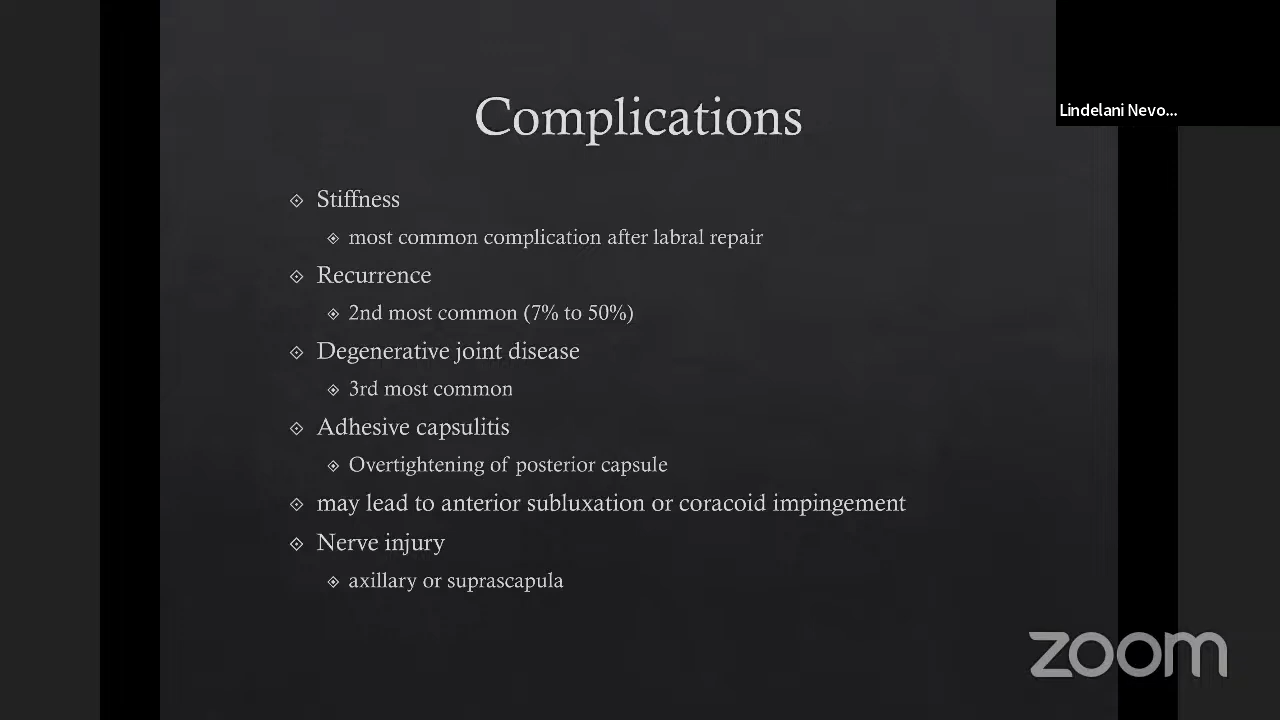 Complications
Lindelani Nevo...
Stiffness
most common complication after labral repair
Recurrence
2nd most common (7% to 50%)
Degenerative joint disease
3rd most common
Adhesive capsulitis
Overtightening of posterior capsule
may lead to anterior subluxation or coracoid impingement
Nerve injury
axillary or suprascapula
zoom